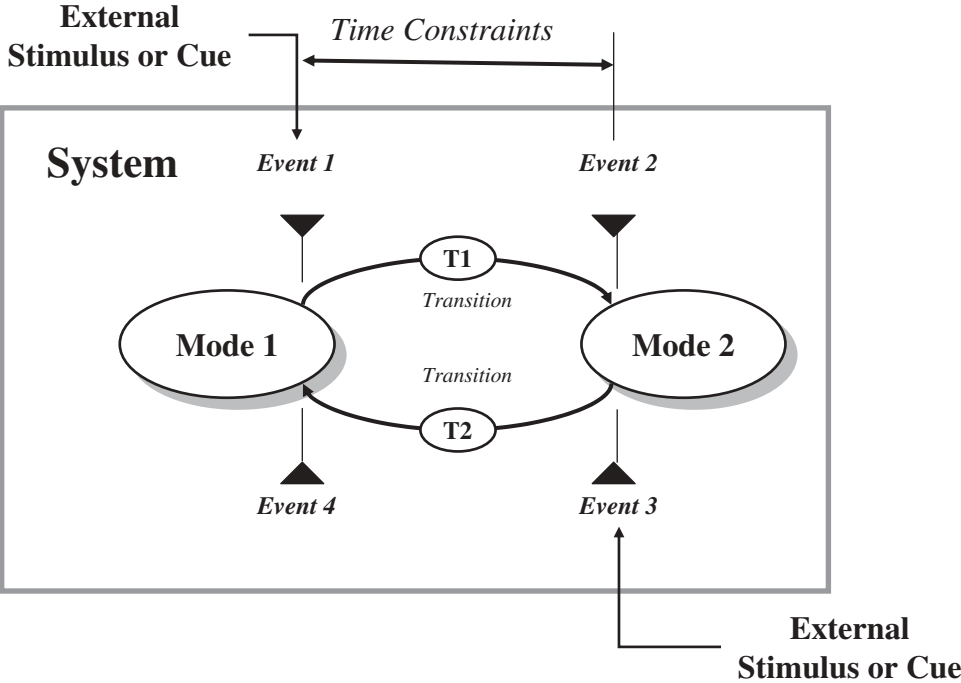 External
Stimulus or Cue
Time Constraints
System
Event 1
Event 2
T1
Transition
Mode 1
Mode 2
Transition
T2
Event 4
Event 3
External
Stimulus or Cue